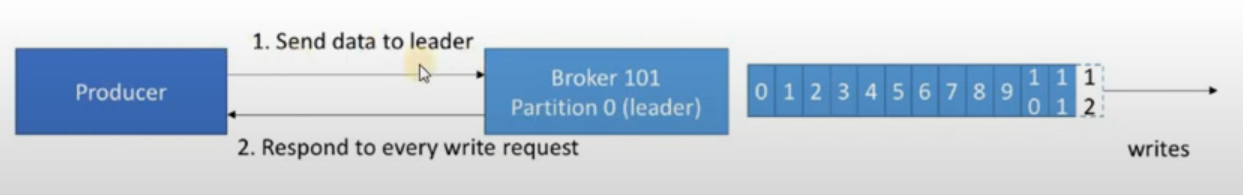 1. Send data to leader
Producer
Broker 101
Partition 0 (leader)
0 1 2 3 4 5 6 7 8 9 10 11 12
2. Respond to every write request
writes